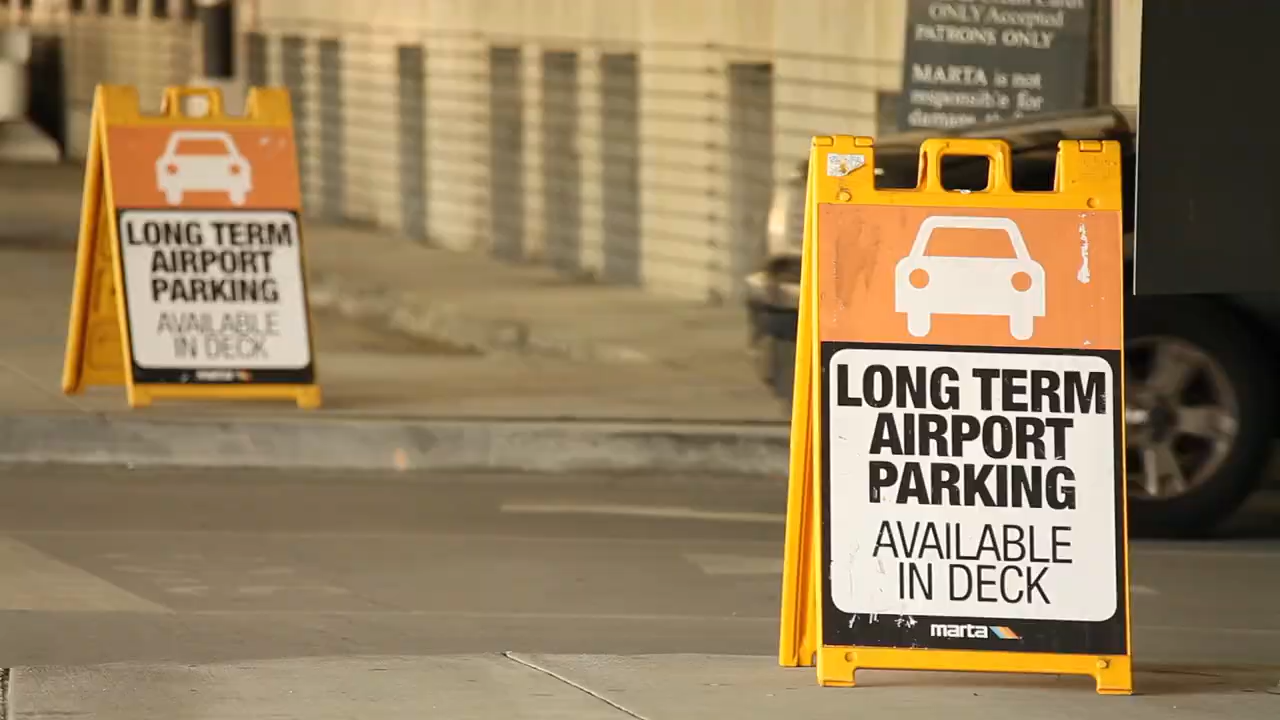 LONG TERM
AIRPORT
PARKING
AVAILABLE
IN DECK
marta
ONLY Accepted
PATRONS ONLY
MARTA is not
responsible for
damage
LONG TERM
AIRPORT
PARKING
AVAILABLE
IN DECK
marta